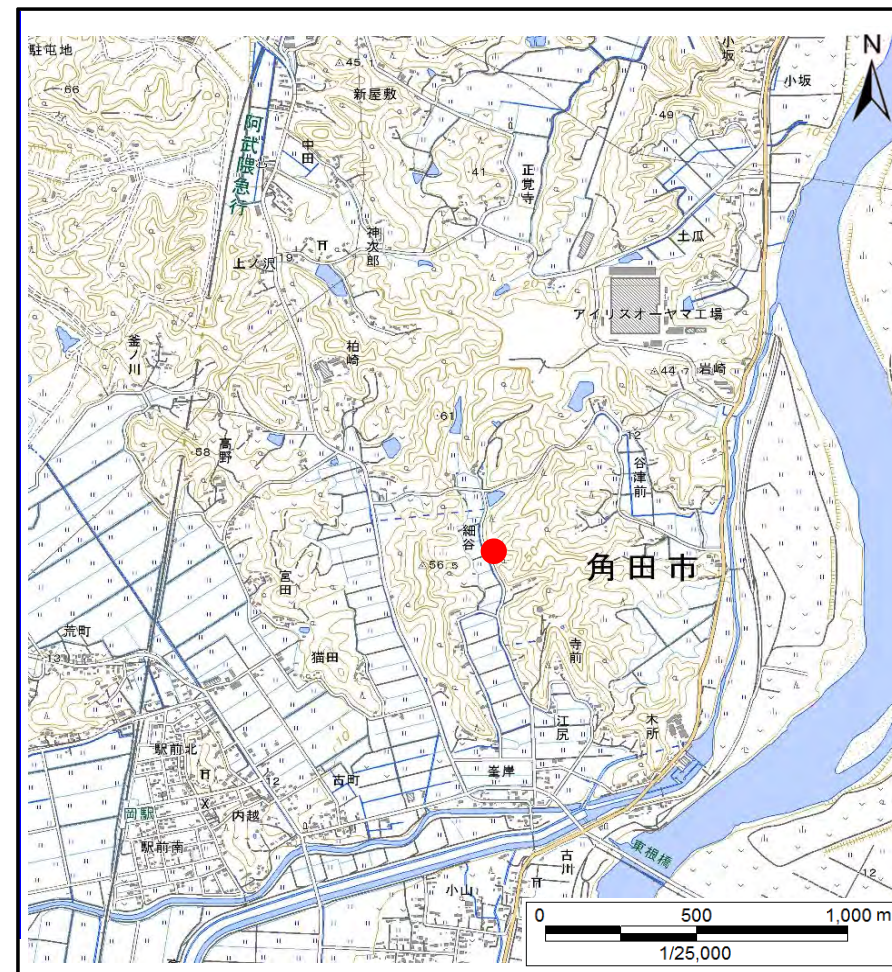 駐屯地
45.1
新屋敷
小坂
小坂
N
66
阿武隈急行
中田
49
41
正覚寺
神次郎
土瓜
上ノ沢
19
アイリスオーヤマ工場
釜ノ川
柏崎
44.7
岩崎
61
12
高野
58
谷津前
細谷
56.5
50
角田市
宮田
荒町
13
猫田
寺前
江尻
木所
駅前北
12
古町
峯岸
岡駅
内越
駅前南
東根橋
古川
小山
12
0 500 1,000 m
1/25,000